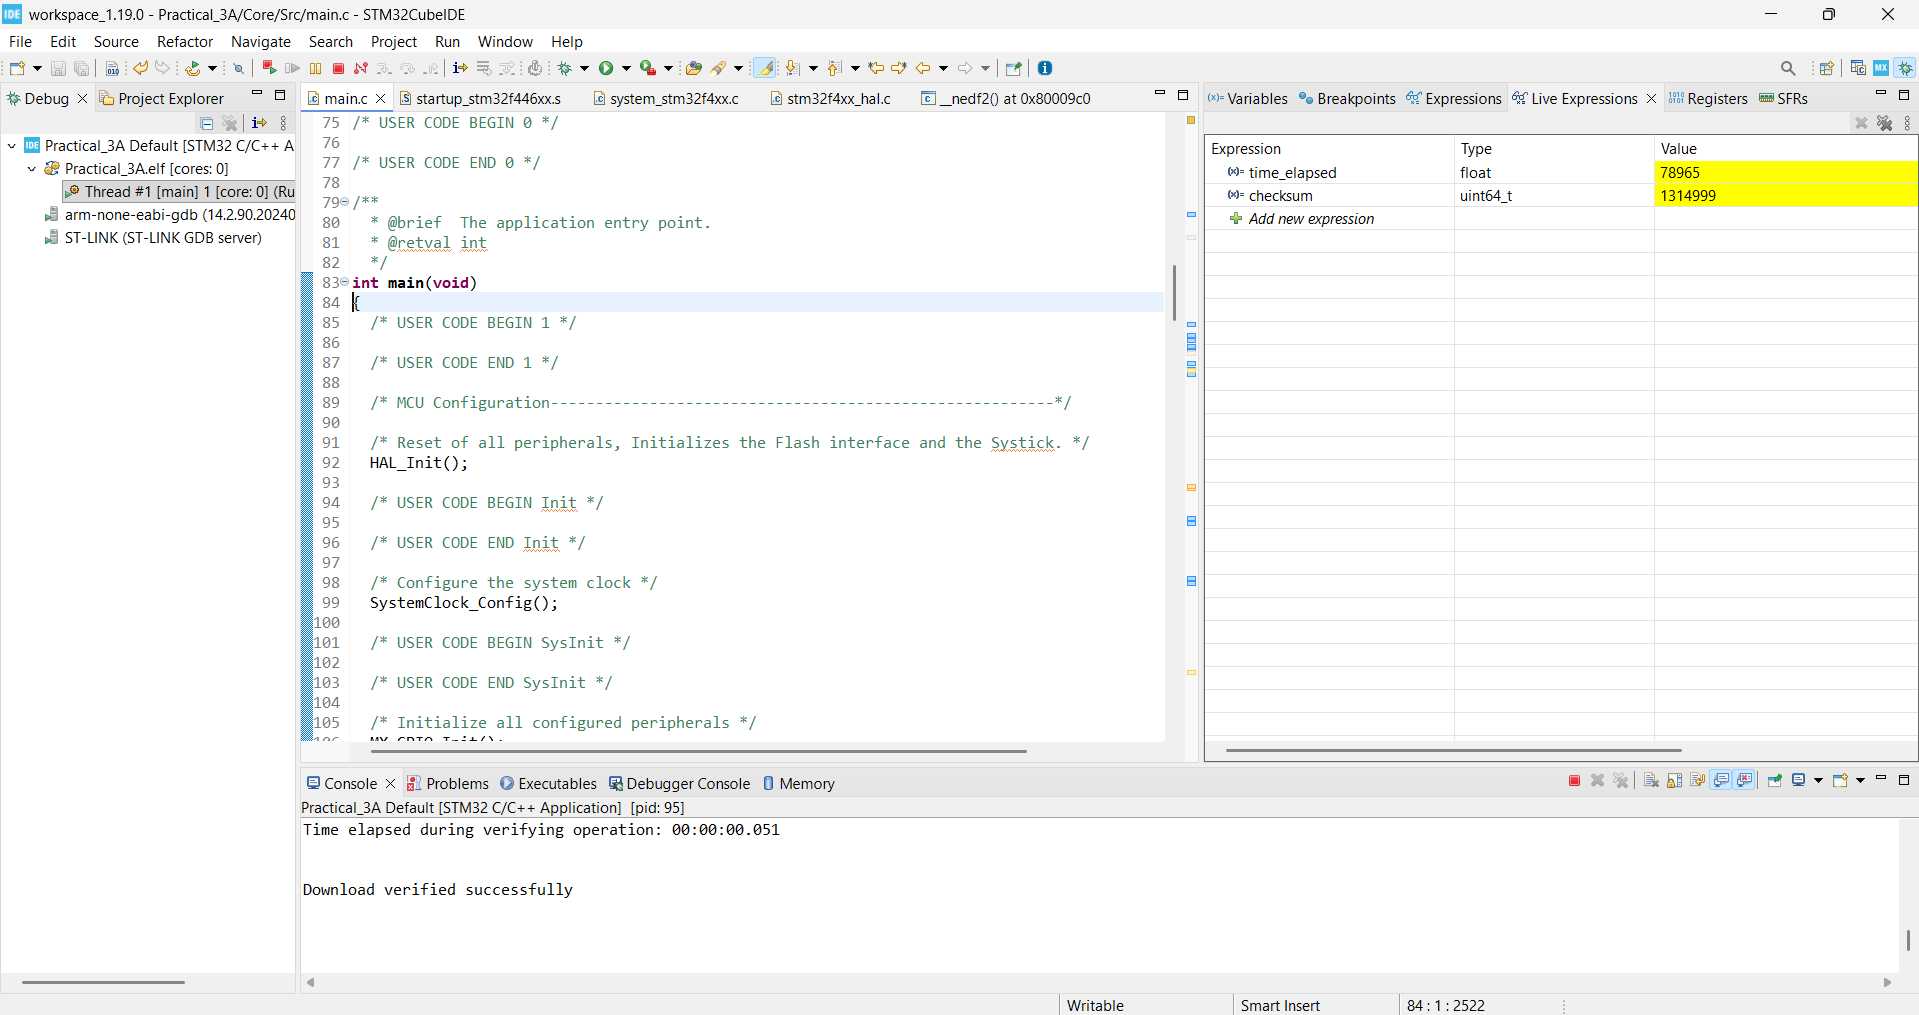 IDE workspace_1.19.0 - Practical_3A/Core/Src/main.c - STM32CubeIDE
File Edit Source Refactor Navigate Search Project Run Window Help
Debug Project Explorer
Practical_3A Default [STM32 C/C++ A
Practical_3A.elf [cores: 0]
Thread #1 [main] 1 [core: 0] (Ru
arm-none-eabi-gdb (14.2.90.20240
ST-LINK (ST-LINK GDB server)
main.c startup_stm32f446xx.s system_stm32f4xx.c stm32f4xx_hal.c __nedf2() at 0x80009c0
75 /* USER CODE BEGIN 0 */
76
77 /* USER CODE END 0 */
78
79 /**
80 * @brief The application entry point.
81 * @retval int
82 */
83 int main(void)
84 {
85 /* USER CODE BEGIN 1 */
86
87 /* USER CODE END 1 */
88
89 /* MCU Configuration--------------------------------------------------------*/
90
91 /* Reset of all peripherals, Initializes the Flash interface and the Systick. */
92 HAL_Init();
93
94 /* USER CODE BEGIN Init */
95
96 /* USER CODE END Init */
97
98 /* Configure the system clock */
99 SystemClock_Config();
100
101 /* USER CODE BEGIN SysInit */
102
103 /* USER CODE END SysInit */
104
105 /* Initialize all configured peripherals */
106 MX_GPIO_Init();
(x)= Variables Breakpoints Expressions Live Expressions Registers SFRs
Expression Type Value
(x)= time_elapsed float 78965
(x)= checksum uint64_t 1314999
Add new expression
Console Problems Executables Debugger Console Memory
Practical_3A Default [STM32 C/C++ Application] [pid: 95]
Time elapsed during verifying operation: 00:00:00.051
Download verified successfully
Writable Smart Insert 84 : 1 : 2522